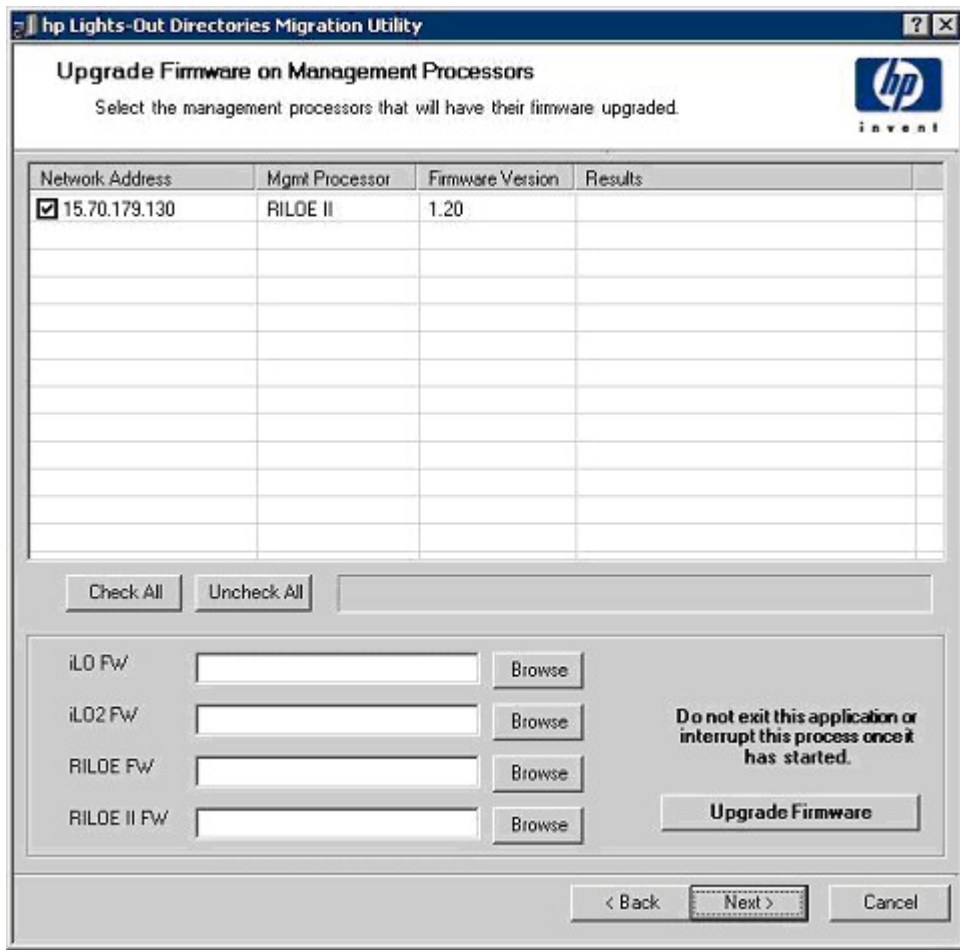 hp Lights-Out Directories Migration Utility
Upgrade Firmware on Management Processors
Select the management processors that will have their firmware upgraded.
hp
invent
Network Address Mgmt Processor Firmware Version Results
15.70.179.130 RILOE II 1.20
Check All Uncheck All
iLO FW Browse
iLO2 FW Browse
RILOE FW Browse
RILOE II FW Browse
Do not exit this application or
interrupt this process once it
has started.
Upgrade Firmware
< Back Next > Cancel